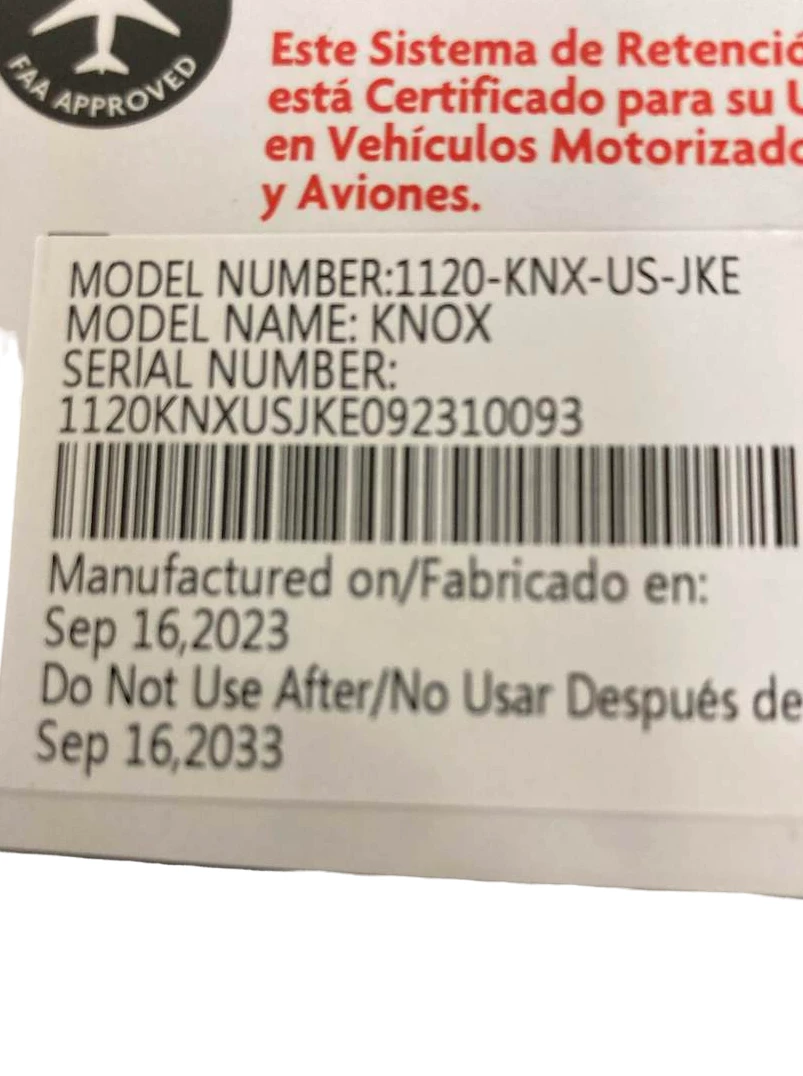 FAA APPROVED
Este Sistema de Retenció
está Certificado para su U
en Vehículos Motorizado
y Aviones.
MODEL NUMBER:1120-KNX-US-JKE
MODEL NAME: KNOX
SERIAL NUMBER:
1120KNXUSJKE092310093
Manufactured on/Fabricado en:
Sep 16,2023
Do Not Use After/No Usar Después de
Sep 16,2033